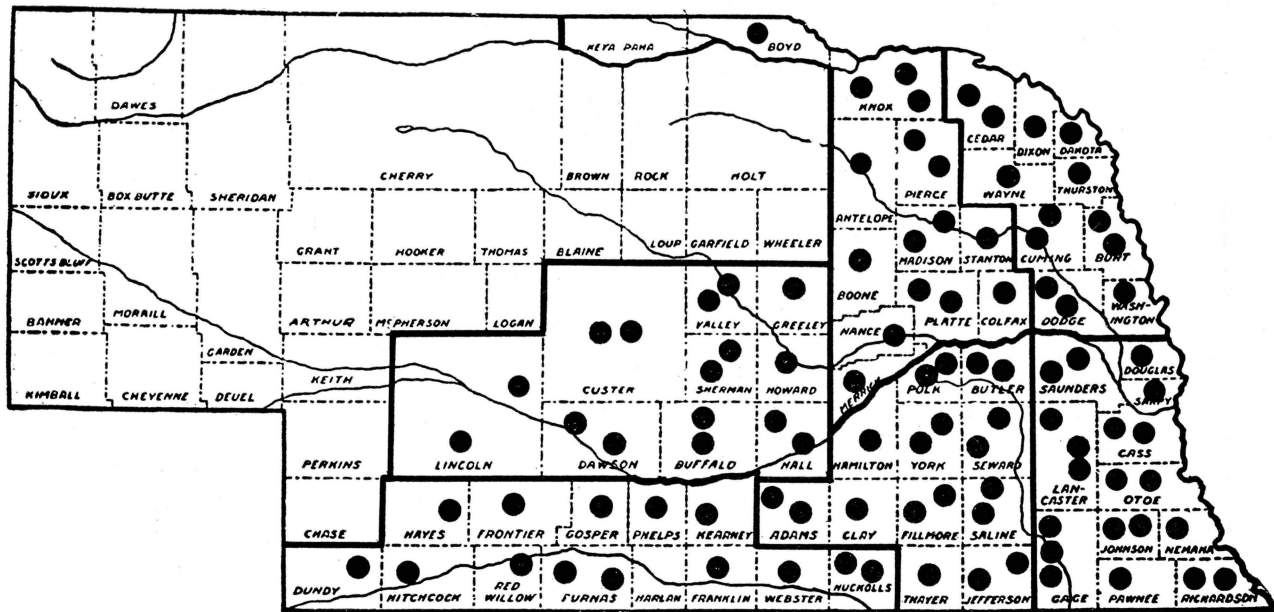 KEYA PAHA BOYD
DAWES KNOX
CEDAR DIXON DAKOTA
SIOUX BOX BUTTE SHERIDAN CHERRY BROWN ROCK HOLT PIERCE WAYNE THURSTON
ANTELOPE
SCOTTS BLUFF GRANT HOOKER THOMAS BLAINE LOUP GARFIELD WHEELER MADISON STANTON CUMING BURT
BANNER MORRILL ARTHUR McPHERSON LOGAN VALLEY GREELEY BOONE NANCE PLATTE COLFAX DODGE WASH-
INGTON
GARDEN
KIMBALL CHEYENNE DEUEL KEITH CUSTER SHERMAN HOWARD MERRICK POLK BUTLER SAUNDERS DOUGLAS
SARPY
PERKINS LINCOLN DAWSON BUFFALO HALL HAMILTON YORK SEWARD CASS
LAN-
CASTER OTOE
CHASE HAYES FRONTIER GOSPER PHELPS KEARNEY ADAMS CLAY FILLMORE SALINE JOHNSON NEMAHA
DUNDY HITCHCOCK RED
WILLOW FURNAS HARLAN FRANKLIN WEBSTER NUCKOLLS THAYER JEFFERSON GAGE PAWNEE RICHARDSON